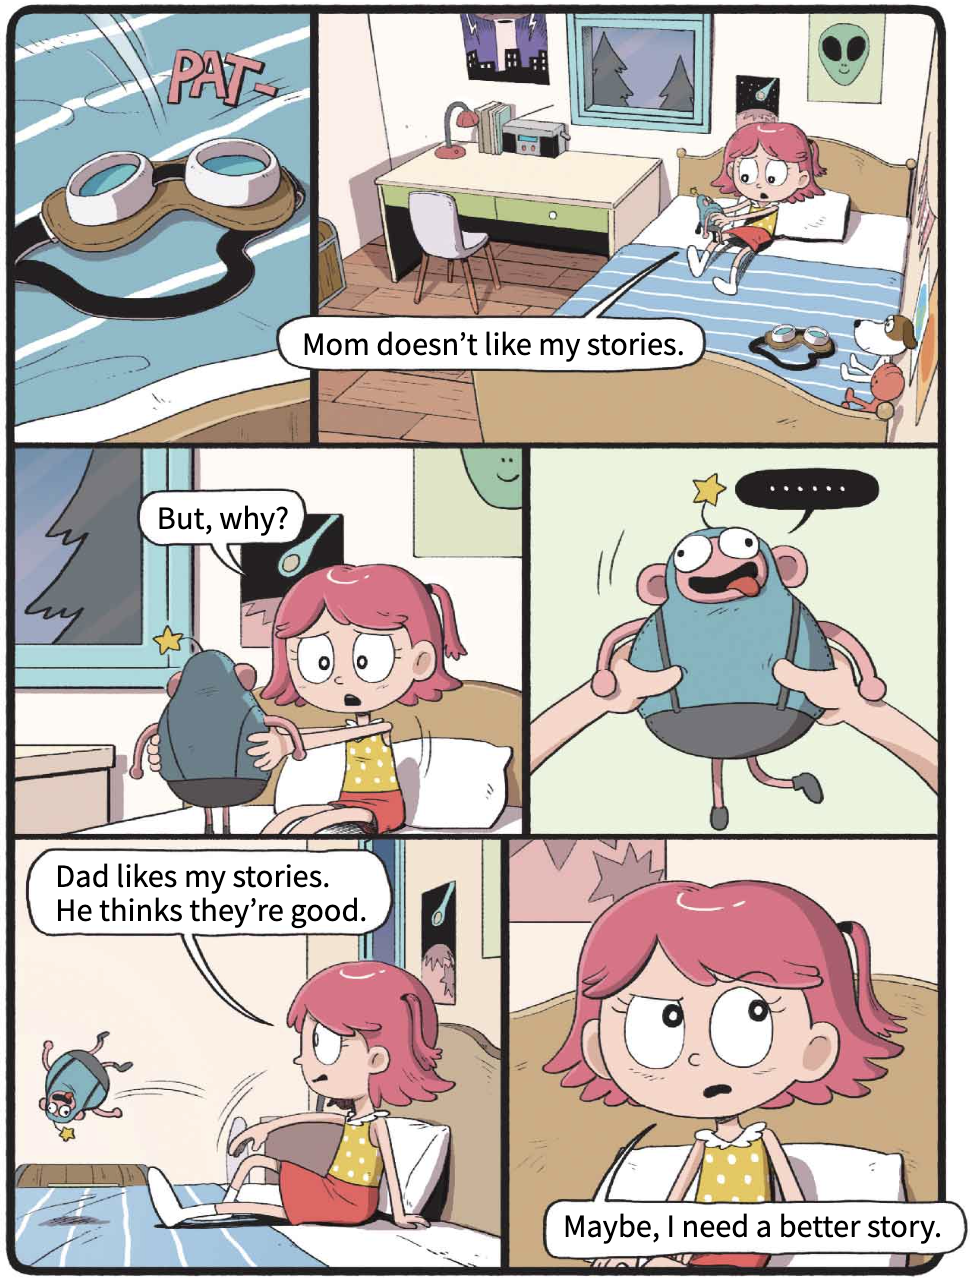 PAT-
Mom doesn't like my stories.
But, why?
......
Dad likes my stories.
He thinks they're good.
Maybe, I need a better story.